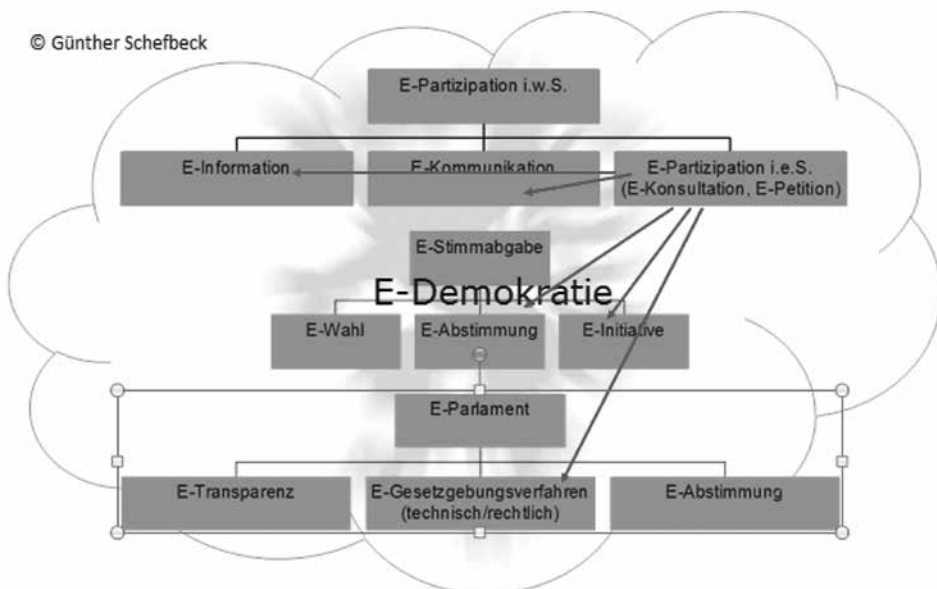 © Günther Schefbeck
E-Partizipation i.w.S.
E-Information
E-Kommunikation
E-Partizipation i.e.S.
(E-Konsultation, E-Petition)
E-Stimmabgabe
E-Demokratie
E-Wahl
E-Abstimmung
E-Initiative
E-Parlament
E-Transparenz
E-Gesetzgebungsverfahren
(technisch/rechtlich)
E-Abstimmung